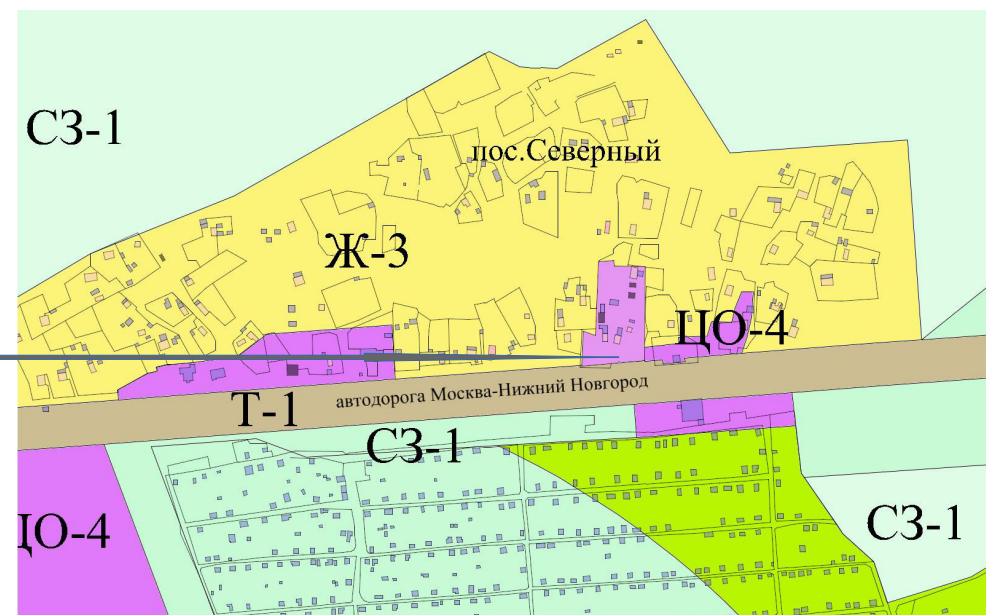 СЗ-1
пос.Северный
Ж-3
ЦО-4
автодорога Москва-Нижний Новгород
Т-1
СЗ-1
ЦО-4
СЗ-1